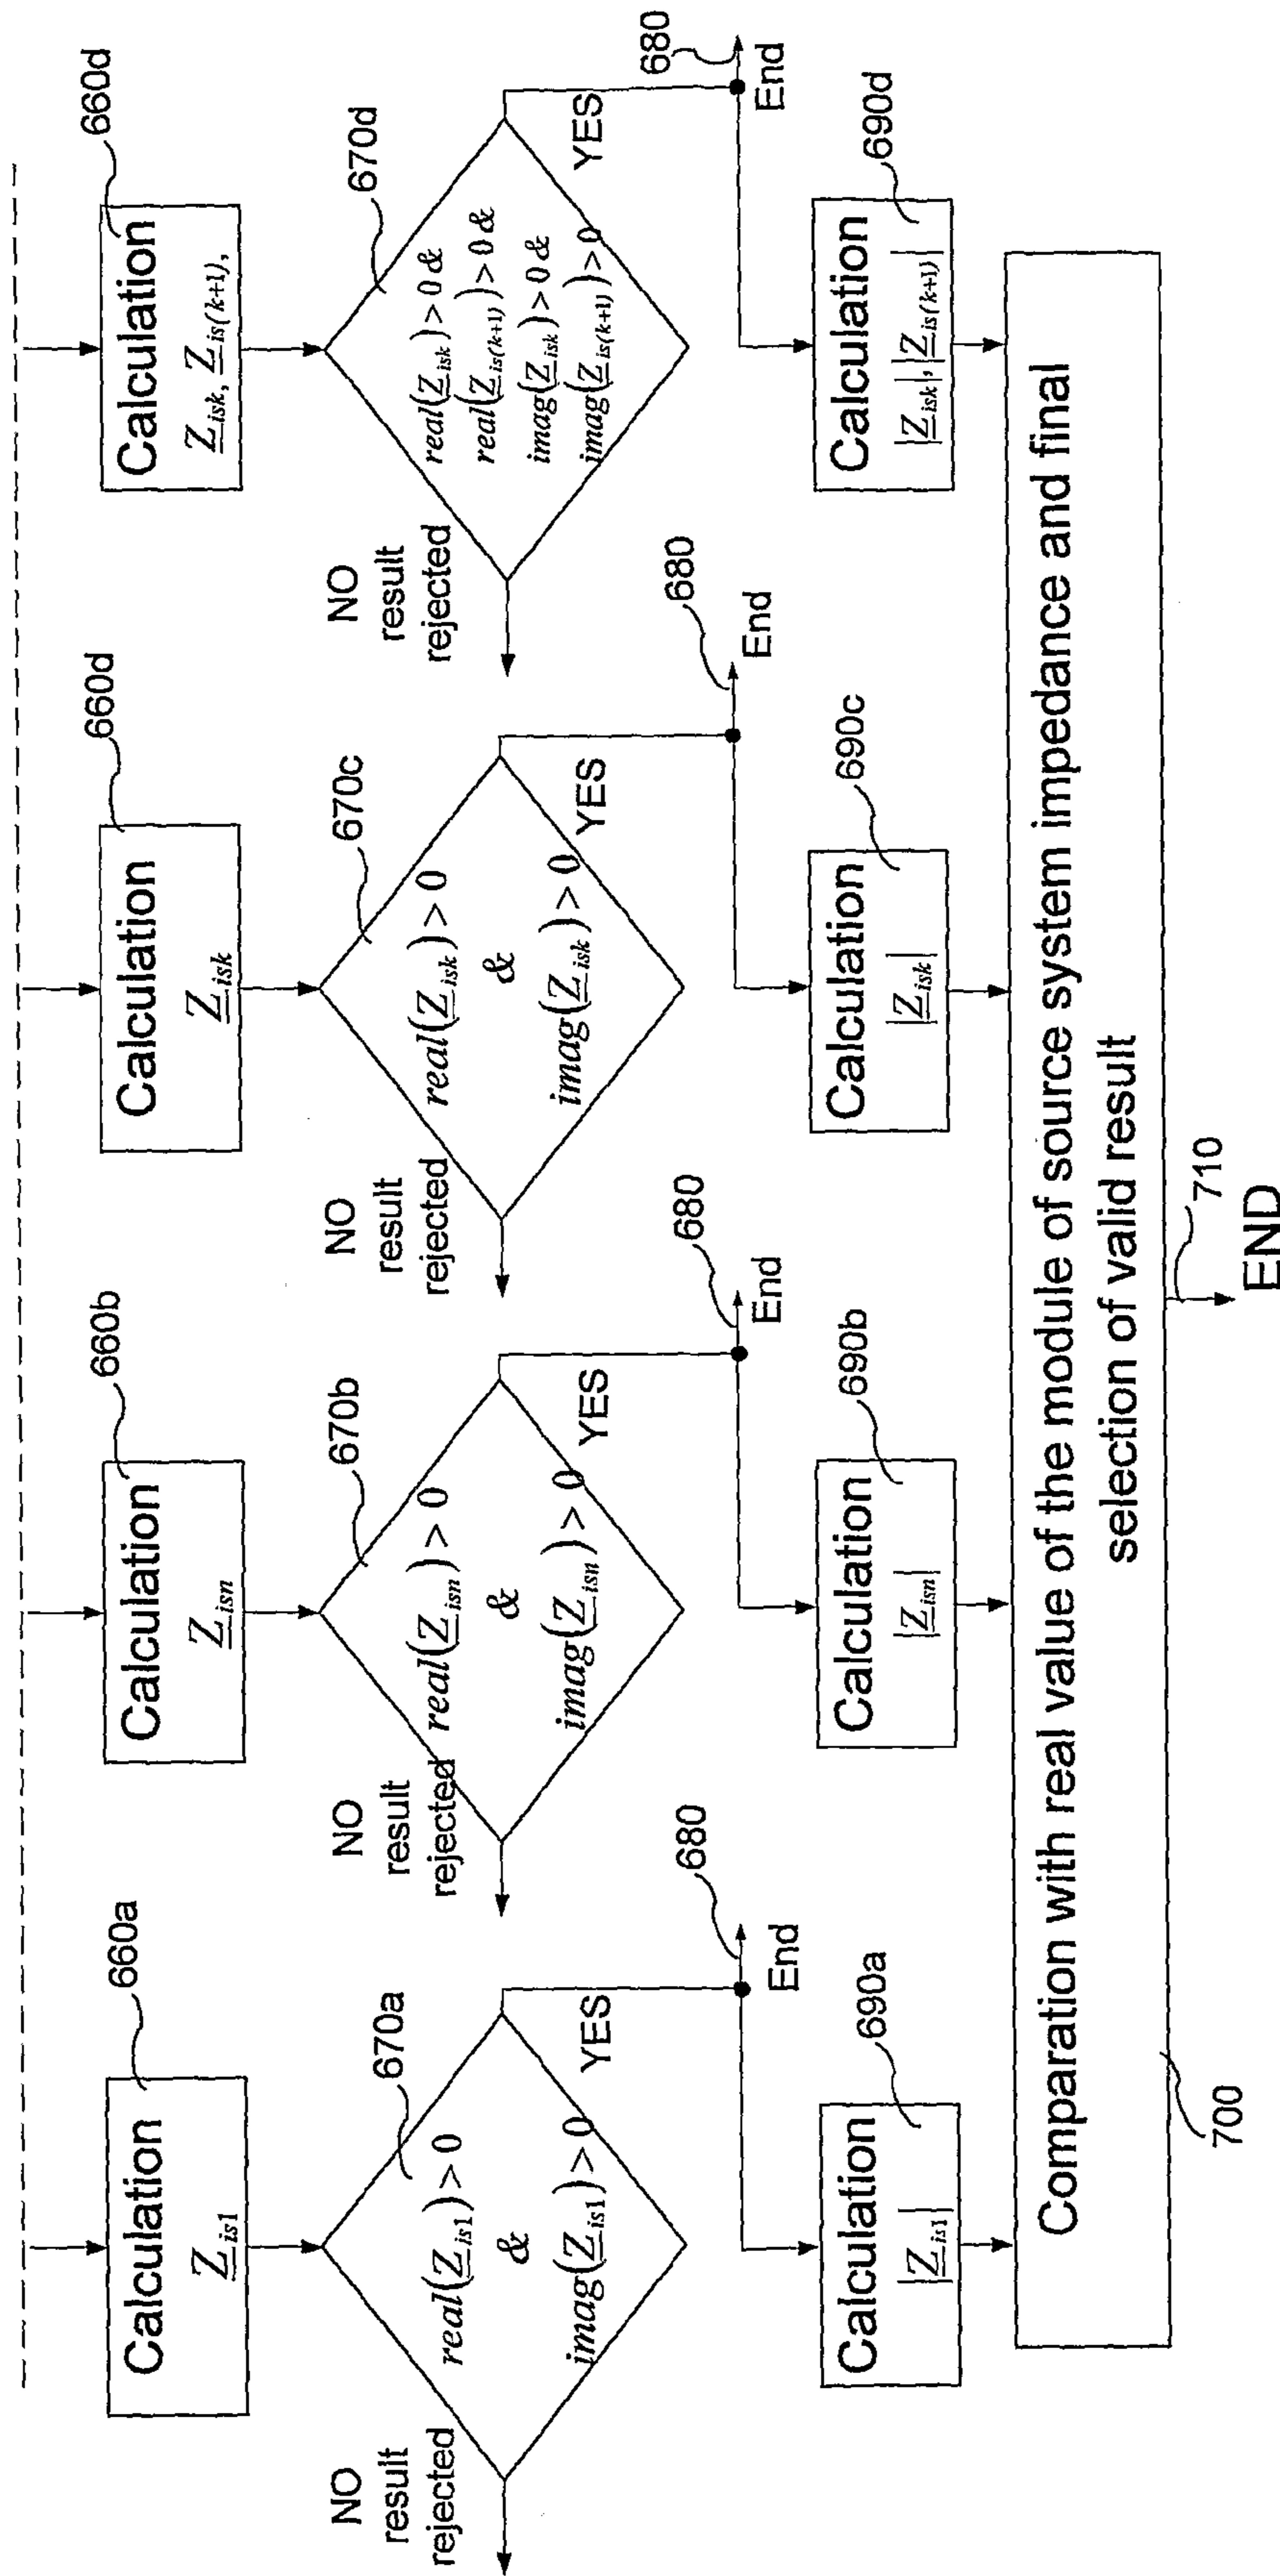 660a
Calculation
Z_is1
670a
real(Z_is1) > 0
&
imag(Z_is1) > 0
NO
result
rejected
YES
680
End
690a
Calculation
|Z_is1|
660b
Calculation
Z_isn
670b
real(Z_isn) > 0
&
imag(Z_isn) > 0
NO
result
rejected
YES
680
End
690b
Calculation
|Z_isn|
660d
Calculation
Z_isk
670c
real(Z_isk) > 0
&
imag(Z_isk) > 0
NO
result
rejected
YES
680
End
690c
Calculation
|Z_isk|
660d
Calculation
Z_isk, Z_is(k+1),
670d
real(Z_isk) > 0 &
real(Z_is(k+1)) > 0 &
imag(Z_isk) > 0 &
imag(Z_is(k+1)) > 0
NO
result
rejected
YES
680
End
690d
Calculation
|Z_isk|, |Z_is(k+1)|
Comparation with real value of the module of source system impedance and final
selection of valid result
700
710
END